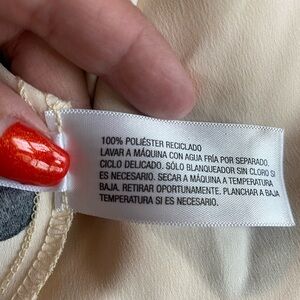 100% POLIÉSTER RECICLADO
LAVAR A MÁQUINA CON AGUA FRÍA POR SEPARADO.
CICLO DELICADO. SÓLO BLANQUEADOR SIN CLORO SI
ES NECESARIO. SECAR A MÁQUINA A TEMPERATURA
BAJA. RETIRAR OPORTUNAMENTE. PLANCHAR A BAJA
TEMPERATURA SI ES NECESARIO.